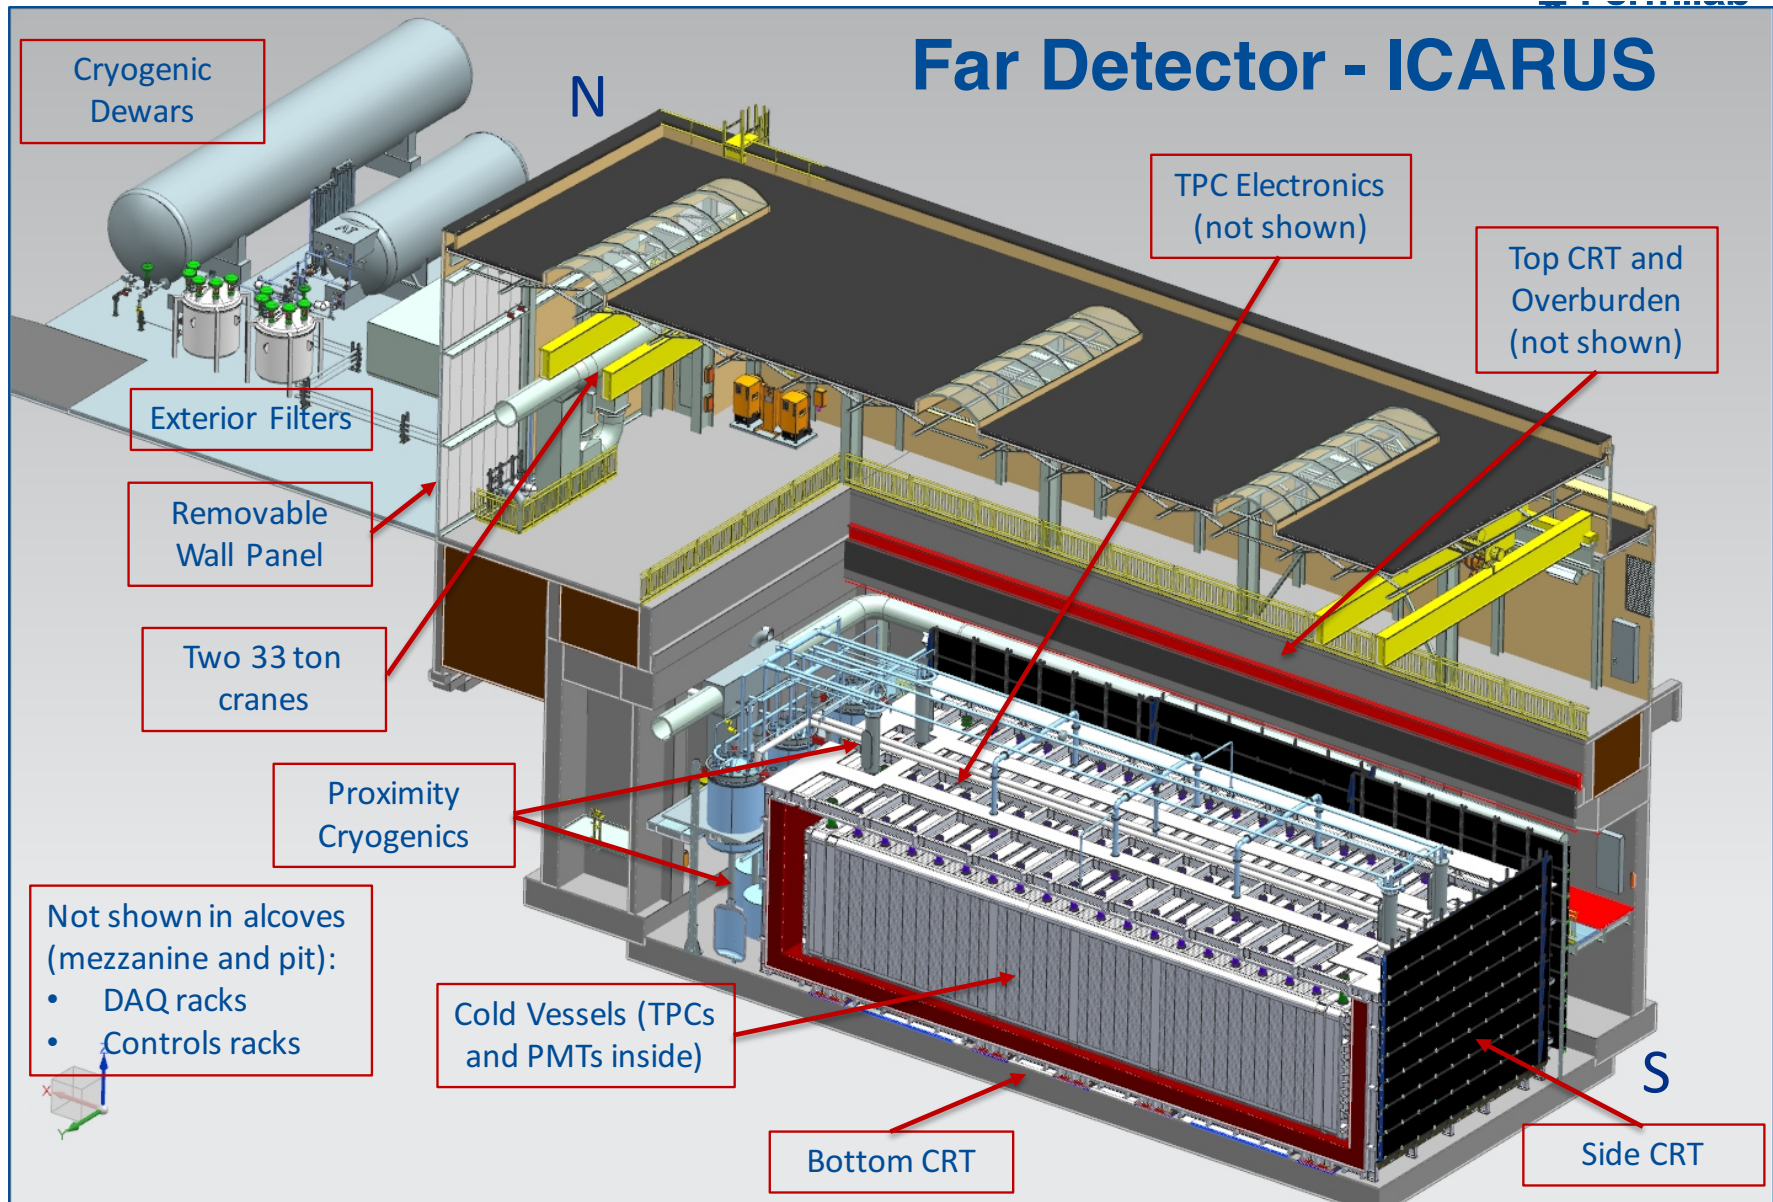 Far Detector - ICARUS
Cryogenic
Dewars
N
TPC Electronics
(not shown)
Top CRT and
Overburden
(not shown)
Exterior Filters
Removable
Wall Panel
Two 33 ton
cranes
Proximity
Cryogenics
Not shown in alcoves
(mezzanine and pit):
• DAQ racks
• Controls racks
Cold Vessels (TPCs
and PMTs inside)
S
Bottom CRT
Side CRT
Z
X
Y